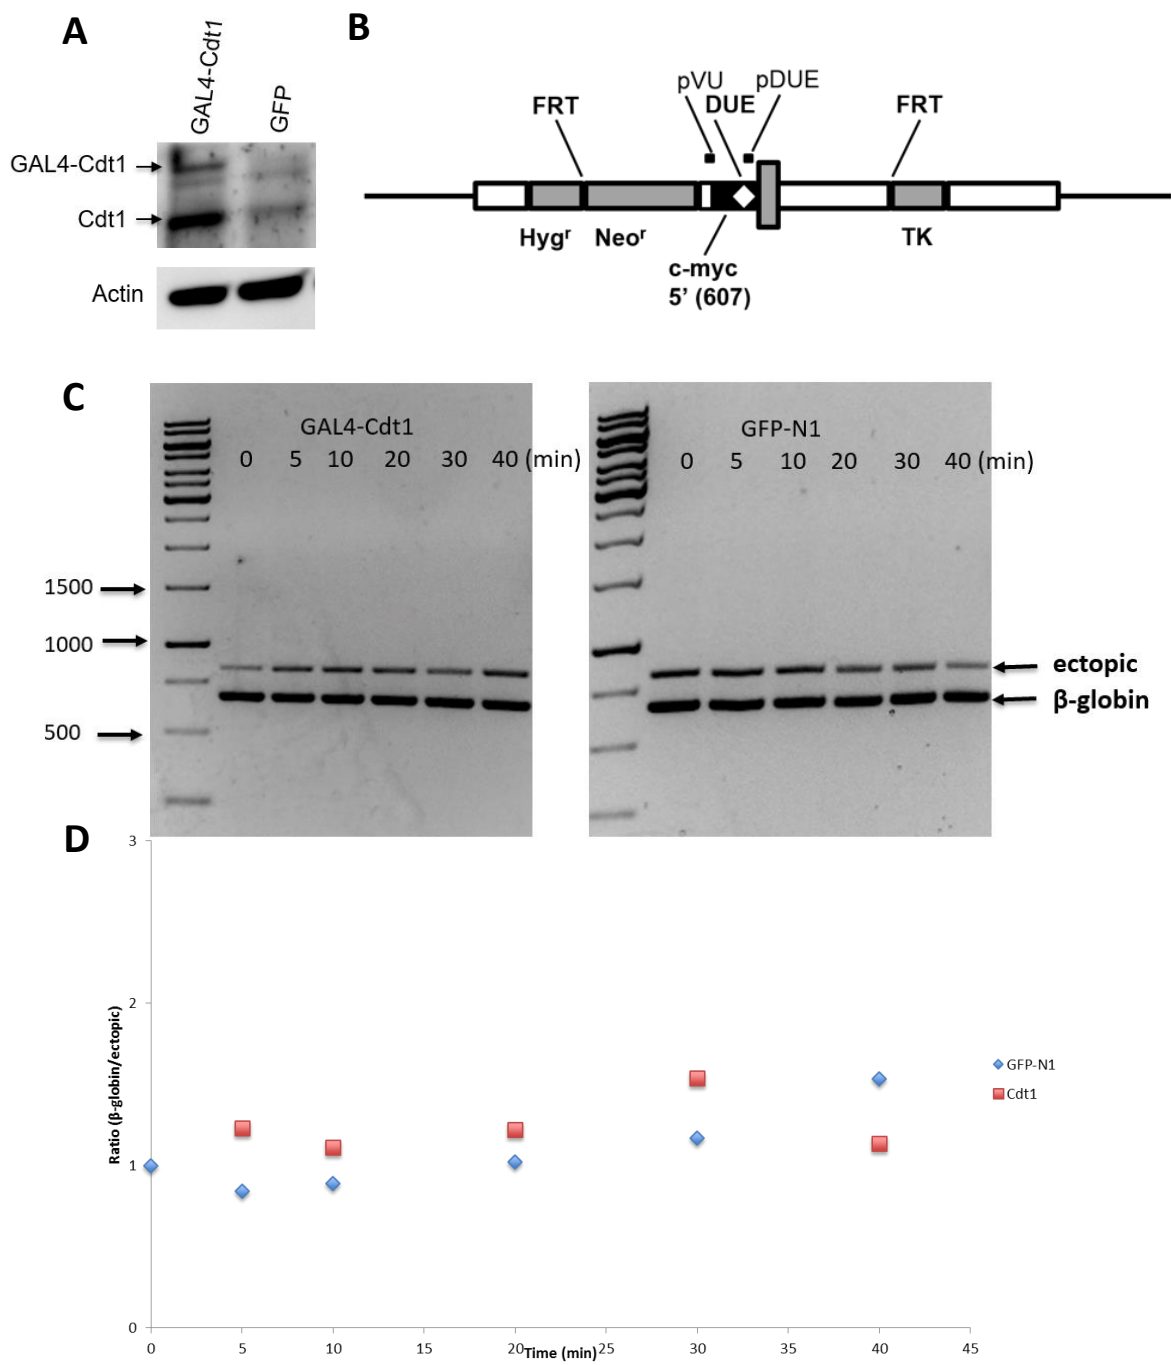 A
GAL4-Cdt1
GFP
GAL4-Cdt1
Cdt1
Actin
B
pVU
pDUE
FRT
DUE
FRT
Hygʳ
Neoʳ
TK
c-myc
5' (607)
C
GAL4-Cdt1
0 5 10 20 30 40 (min)
GFP-N1
0 5 10 20 30 40 (min)
1500
1000
500
ectopic
β-globin
D
3
2
1
0
Ratio (β-globin/ectopic)
0 5 10 15 20 25 30 35 40 45
Time (min)
GFP-N1
Cdt1